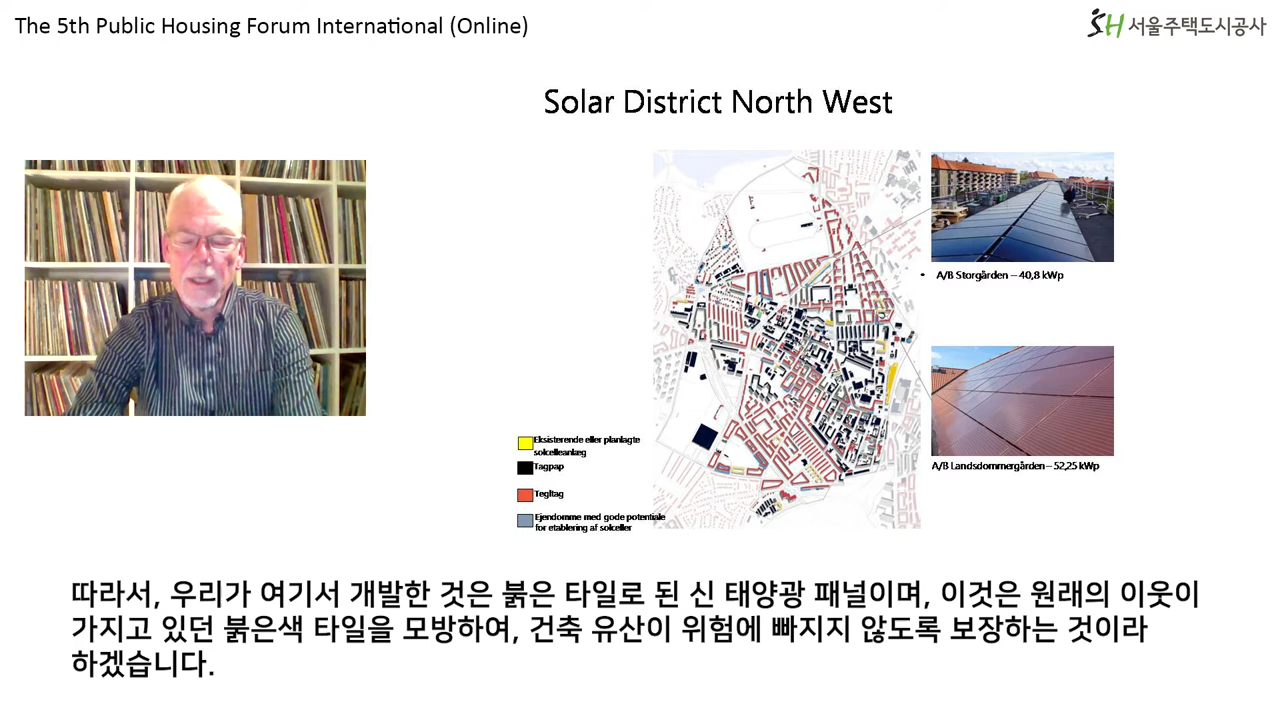 The 5th Public Housing Forum International (Online)
SH 서울주택도시공사
Solar District North West
• A/B Storgården – 40,8 kWp
A/B Landsdommergården – 52,25 kWp
Eksisterende eller planlagte
solcelleanlæg
Tagpap
Tegltag
Ejendomme med gode potentiale
for etablering af solceller
따라서, 우리가 여기서 개발한 것은 붉은 타일로 된 신 태양광 패널이며, 이것은 원래의 이웃이
가지고 있던 붉은색 타일을 모방하여, 건축 유산이 위험에 빠지지 않도록 보장하는 것이라
하겠습니다.